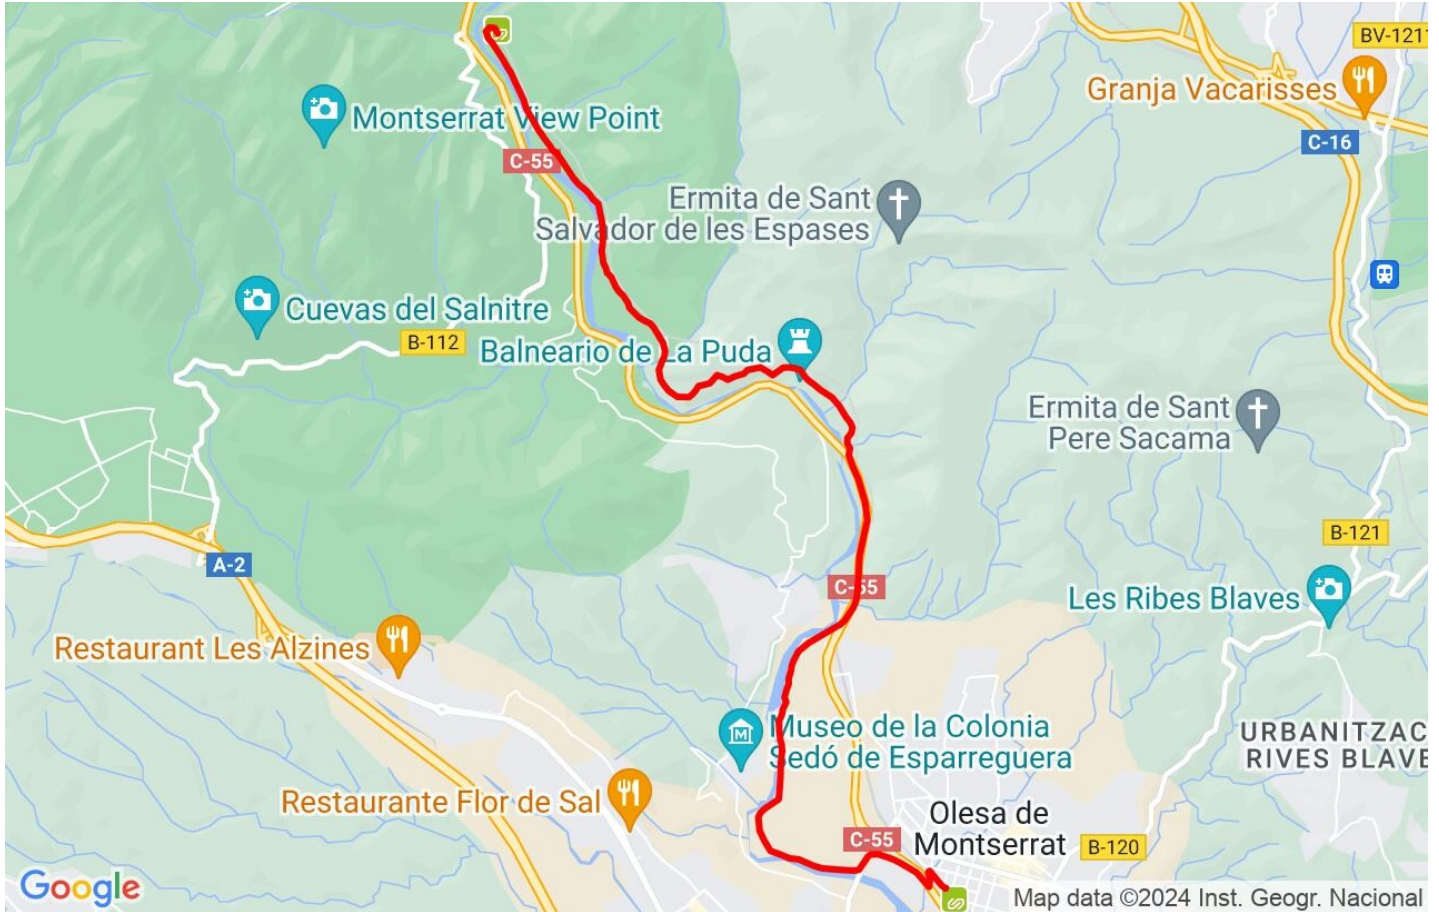 BV-1211
Granja Vacarisses
Montserrat View Point
C-16
C-55
Ermita de Sant
Salvador de les Espases
Cuevas del Salnitre
B-112
Balneario de La Puda
Ermita de Sant
Pere Sacama
B-121
A-2
C-55
Les Ribes Blaves
Restaurant Les Alzines
Museo de la Colonia
Sedó de Esparreguera
URBANITZAC
RIVES BLAVE
Restaurante Flor de Sal
Olesa de
Montserrat
C-55
B-120
Google
Map data ©2024 Inst. Geogr. Nacional